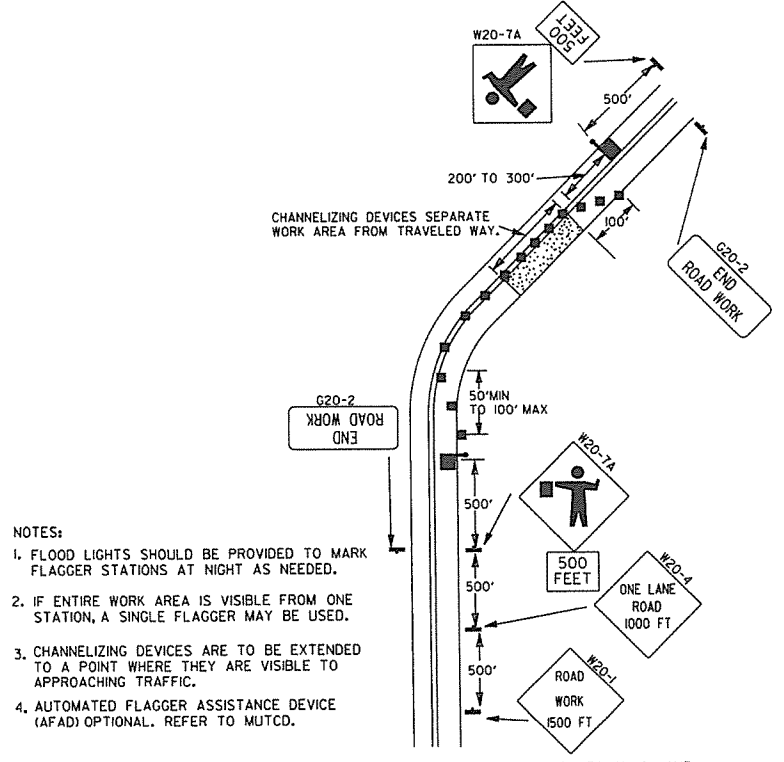 W20-7A
500
FEET
500'
200' TO 300'
CHANNELIZING DEVICES SEPARATE
WORK AREA FROM TRAVELED WAY.
100'
G20-2
END
ROAD WORK
50'MIN
TO 100' MAX
G20-2
END
ROAD WORK
W20-7A
500'
500
FEET
W20-4
ONE LANE
ROAD
1000 FT
500'
W20-1
ROAD
WORK
1500 FT
500'
NOTES:
1. FLOOD LIGHTS SHOULD BE PROVIDED TO MARK
FLAGGER STATIONS AT NIGHT AS NEEDED.
2. IF ENTIRE WORK AREA IS VISIBLE FROM ONE
STATION, A SINGLE FLAGGER MAY BE USED.
3. CHANNELIZING DEVICES ARE TO BE EXTENDED
TO A POINT WHERE THEY ARE VISIBLE TO
APPROACHING TRAFFIC.
4. AUTOMATED FLAGGER ASSISTANCE DEVICE
(AFAD) OPTIONAL. REFER TO MUTCD.